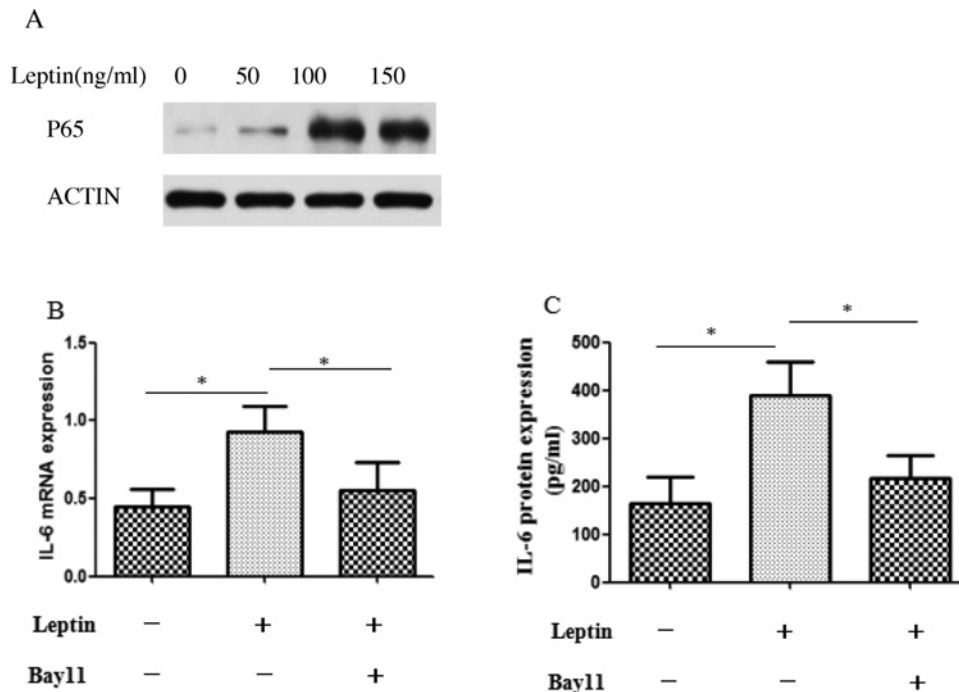 A
Leptin(ng/ml) 0 50 100 150
P65
ACTIN
B
IL-6 mRNA expression
1.5
1.0
0.5
0.0
*
*
Leptin − + +
Bay11 − − +
C
IL-6 protein expression
(pg/ml)
500
400
300
200
100
0
*
*
Leptin − + +
Bay11 − − +